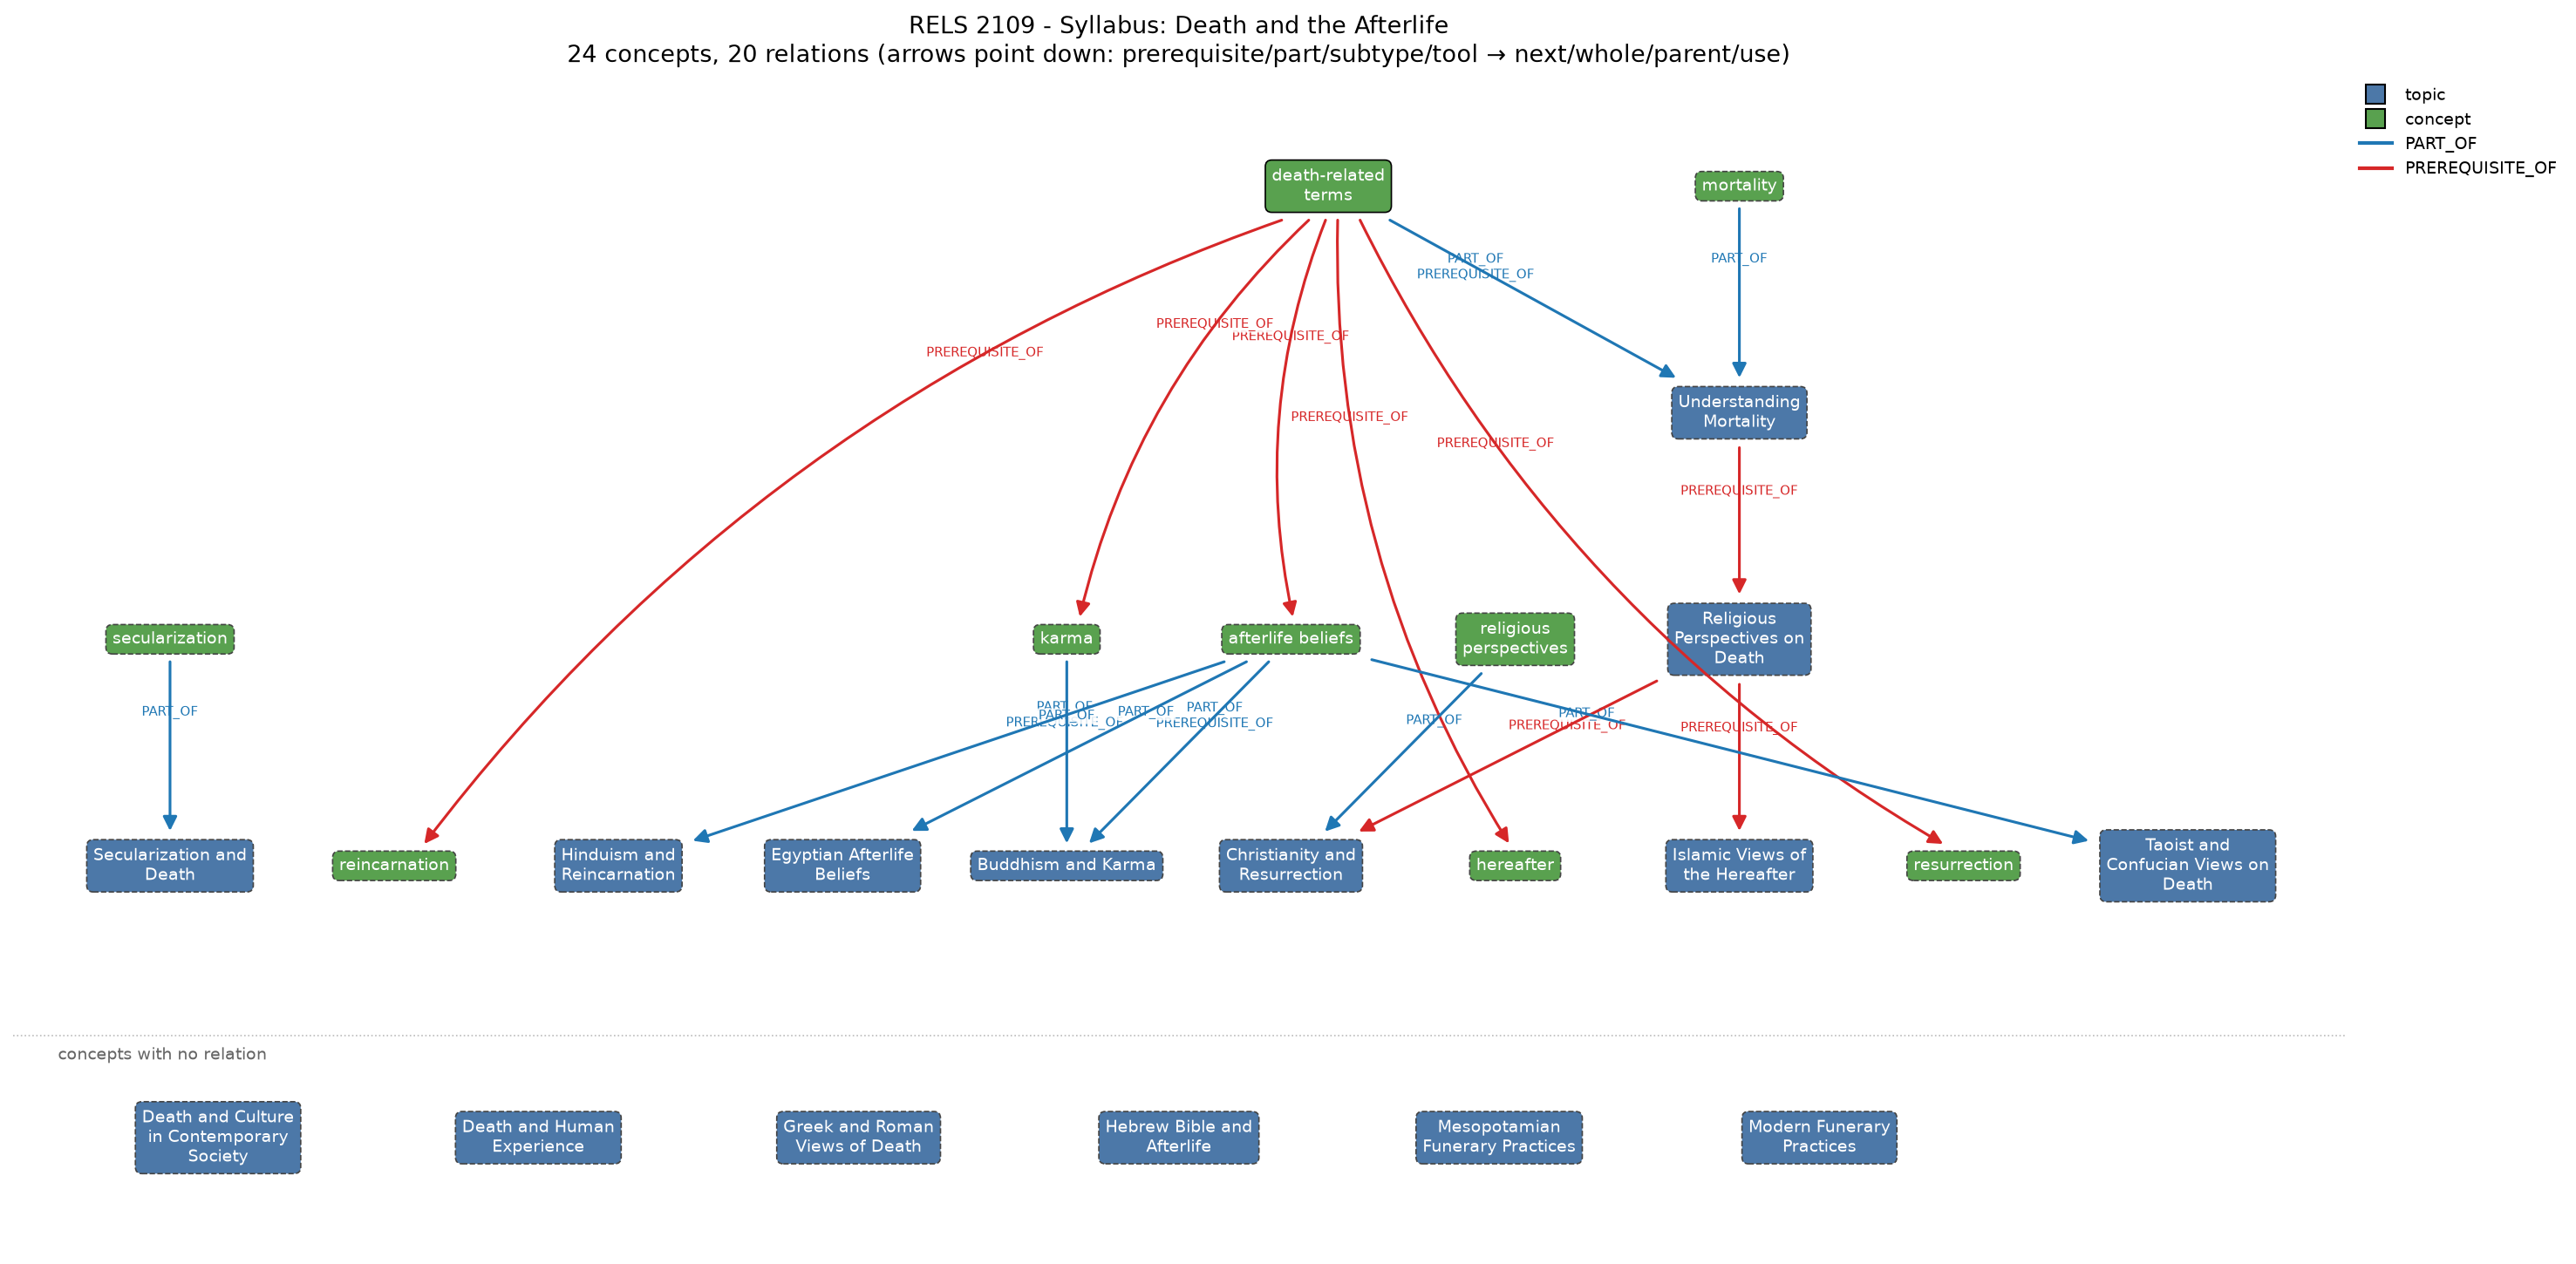 RELS 2109 - Syllabus: Death and the Afterlife
24 concepts, 20 relations (arrows point down: prerequisite/part/subtype/tool → next/whole/parent/use)
topic
concept
PART_OF
PREREQUISITE_OF
death-related
terms
mortality
PART_OF
PREREQUISITE_OF
PART_OF
PREREQUISITE_OF
PREREQUISITE_OF
PREREQUISITE_OF
PREREQUISITE_OF
PREREQUISITE_OF
Understanding
Mortality
PREREQUISITE_OF
secularization
karma
afterlife beliefs
religious
perspectives
Religious
Perspectives on
Death
PART_OF
PART_OF
PREREQUISITE_OF
PART_OF
PART_OF
PART_OF
PREREQUISITE_OF
PART_OF
PART_OF
PREREQUISITE_OF
PREREQUISITE_OF
Secularization and
Death
reincarnation
Hinduism and
Reincarnation
Egyptian Afterlife
Beliefs
Buddhism and Karma
Christianity and
Resurrection
hereafter
Islamic Views of
the Hereafter
resurrection
Taoist and
Confucian Views on
Death
concepts with no relation
Death and Culture
in Contemporary
Society
Death and Human
Experience
Greek and Roman
Views of Death
Hebrew Bible and
Afterlife
Mesopotamian
Funerary Practices
Modern Funerary
Practices